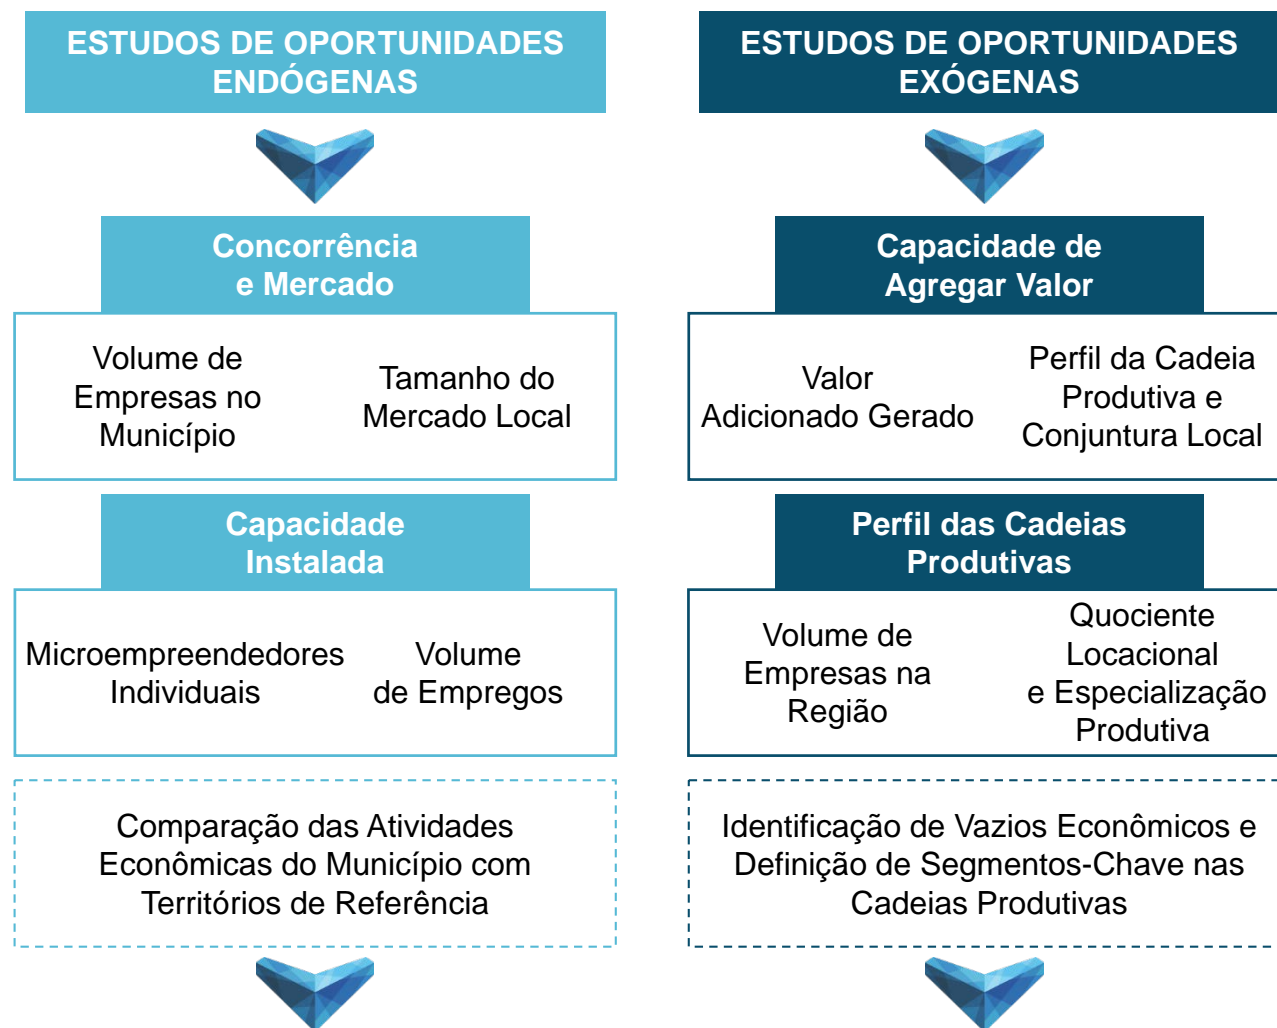 ESTUDOS DE OPORTUNIDADES
ENDÓGENAS
Concorrência
e Mercado
Volume de
Empresas no
Município
Tamanho do
Mercado Local
Capacidade
Instalada
Microempreendedores
Individuais
Volume
de Empregos
Comparação das Atividades
Econômicas do Município com
Territórios de Referência
ESTUDOS DE OPORTUNIDADES
EXÓGENAS
Capacidade de
Agregar Valor
Valor
Adicionado Gerado
Perfil da Cadeia
Produtiva e
Conjuntura Local
Perfil das Cadeias
Produtivas
Volume de
Empresas na
Região
Quociente
Locacional
e Especialização
Produtiva
Identificação de Vazios Econômicos e
Definição de Segmentos-Chave nas
Cadeias Produtivas